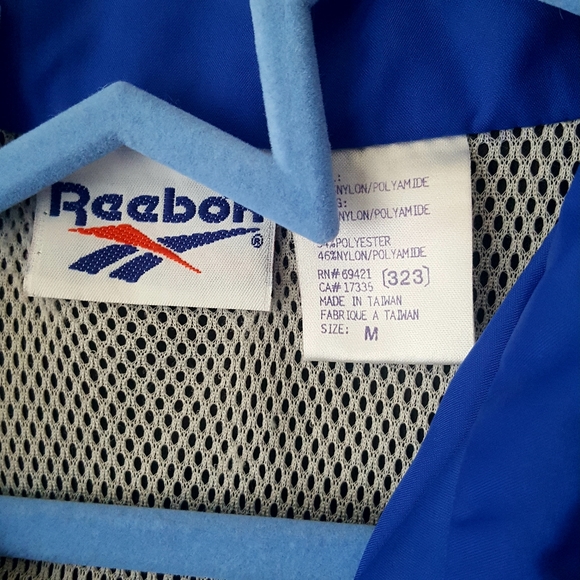 Reebok
®
NYLON/POLYAMIDE
NYLON/POLYAMIDE
POLYESTER
46%NYLON/POLYAMIDE
RN# 69421 (323)
CA# 17335
MADE IN TAIWAN
FABRIQUE A TAIWAN
SIZE: M